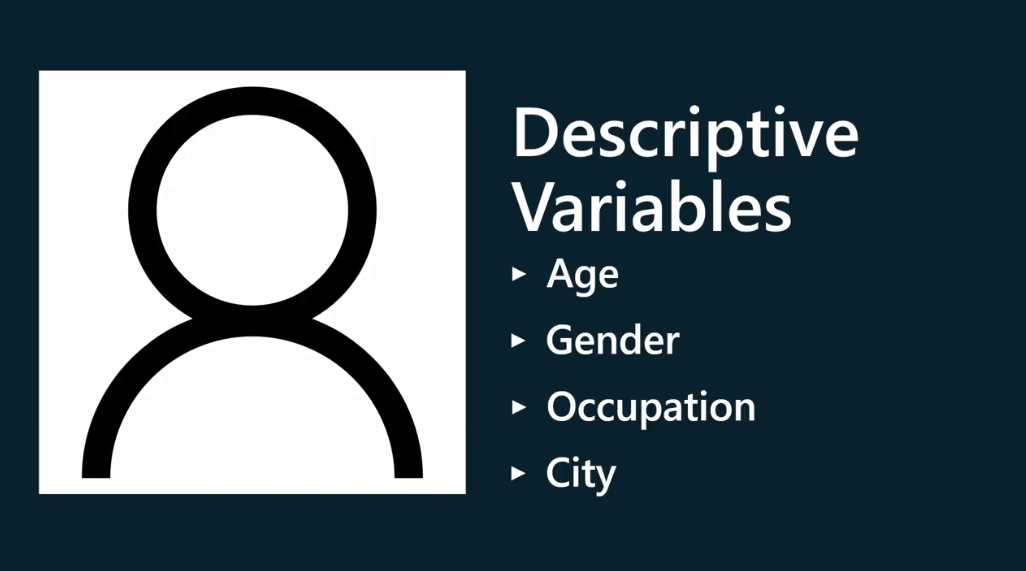 Descriptive
Variables
▸ Age
▸ Gender
▸ Occupation
▸ City